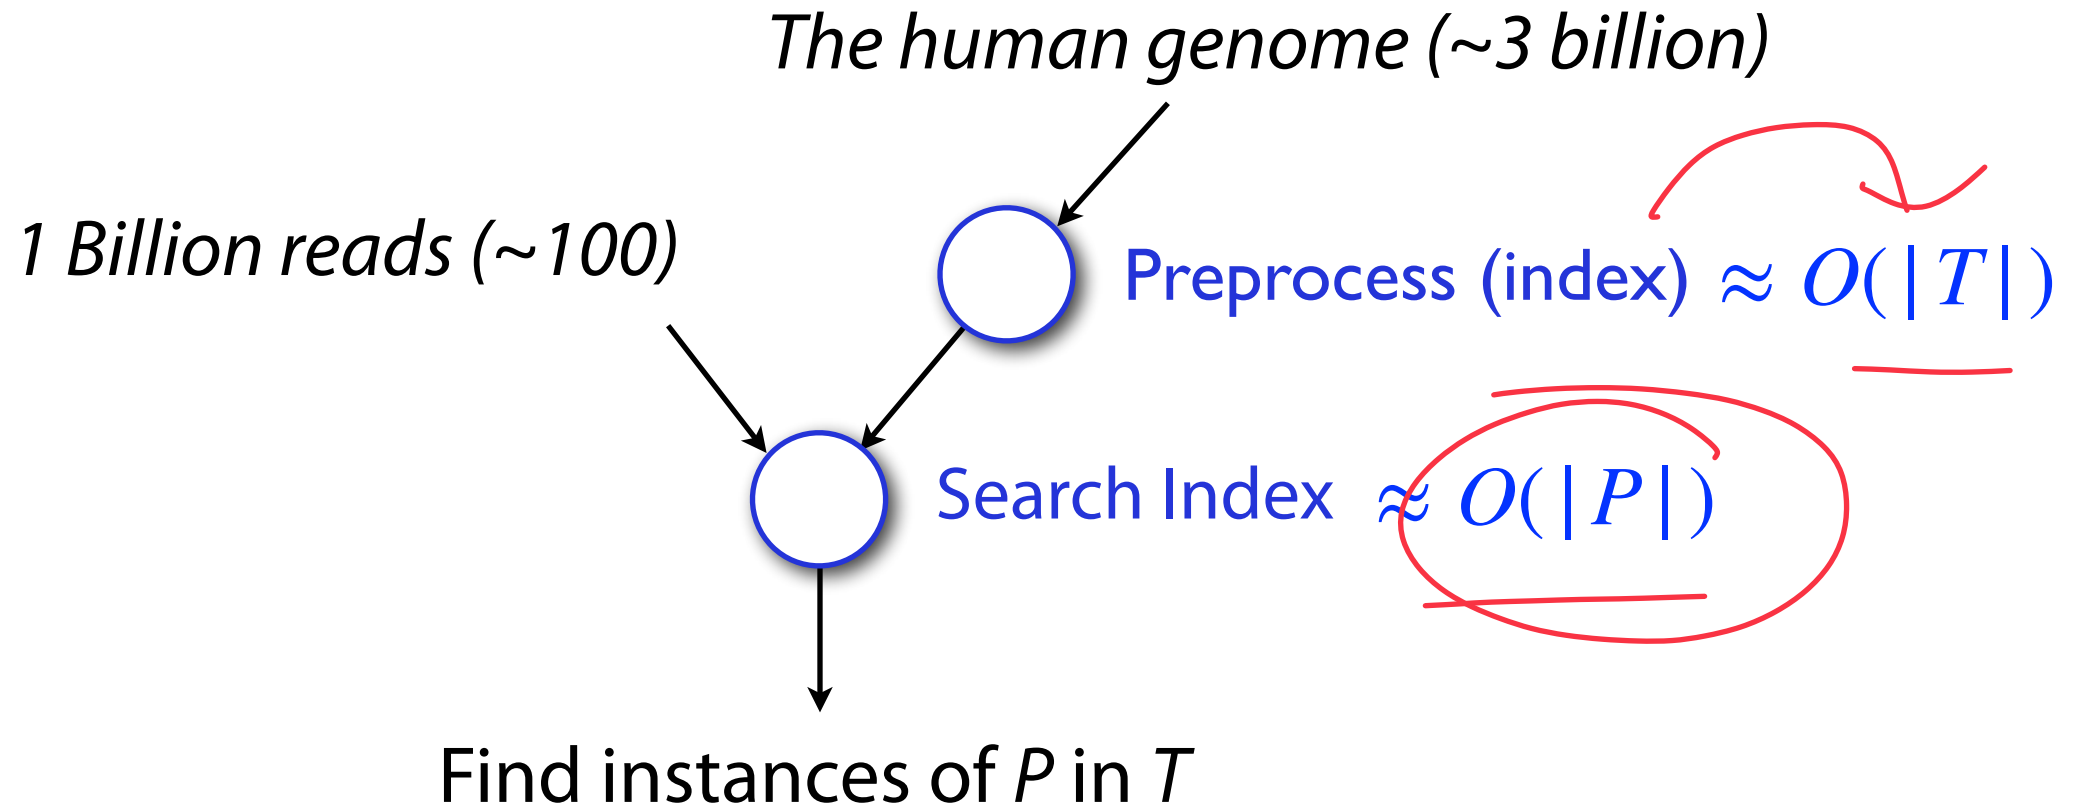 The human genome (~3 billion)
1 Billion reads (~100)
Preprocess (index) ≈ O(|T|)
Search Index ≈ O(|P|)
Find instances of P in T